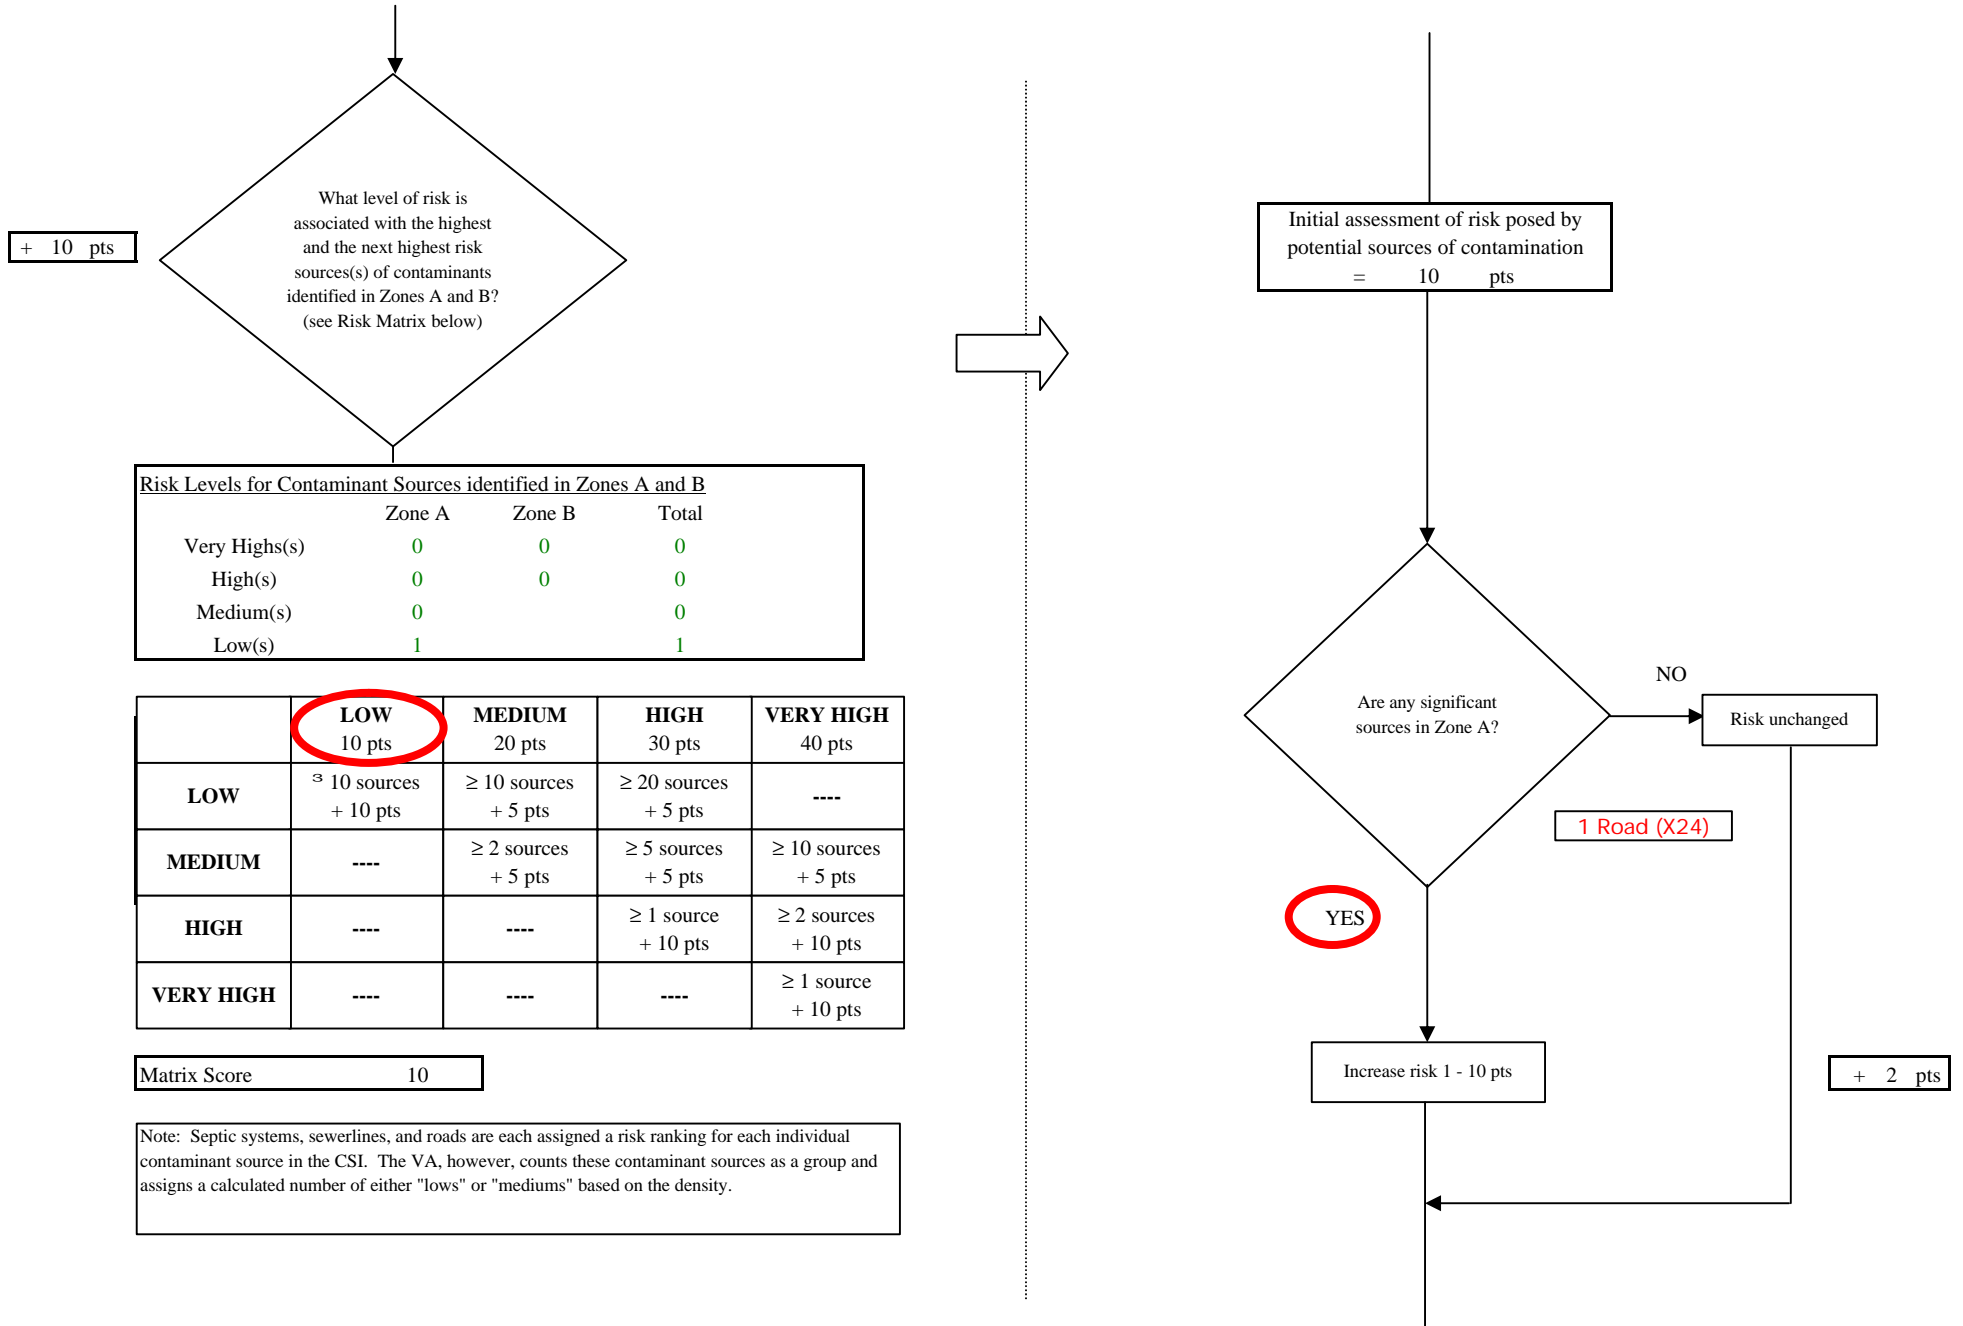 + 10 pts
What level of risk is
associated with the highest
and the next highest risk
sources(s) of contaminants
identified in Zones A and B?
(see Risk Matrix below)
Risk Levels for Contaminant Sources identified in Zones A and B
Zone A Zone B Total
Very Highs(s) 0 0 0
High(s) 0 0 0
Medium(s) 0 0
Low(s) 1 1
LOW MEDIUM HIGH VERY HIGH
10 pts 20 pts 30 pts 40 pts
LOW ³ 10 sources ≥ 10 sources ≥ 20 sources ----
+ 10 pts + 5 pts + 5 pts
MEDIUM ---- ≥ 2 sources ≥ 5 sources ≥ 10 sources
+ 5 pts + 5 pts + 5 pts
HIGH ---- ---- ≥ 1 source ≥ 2 sources
+ 10 pts + 10 pts
VERY HIGH ---- ---- ---- ≥ 1 source
+ 10 pts
Matrix Score 10
Note: Septic systems, sewerlines, and roads are each assigned a risk ranking for each individual
contaminant source in the CSI. The VA, however, counts these contaminant sources as a group and
assigns a calculated number of either "lows" or "mediums" based on the density.
Initial assessment of risk posed by
potential sources of contamination
= 10 pts
Are any significant
sources in Zone A?
NO
Risk unchanged
1 Road (X24)
YES
Increase risk 1 - 10 pts
+ 2 pts